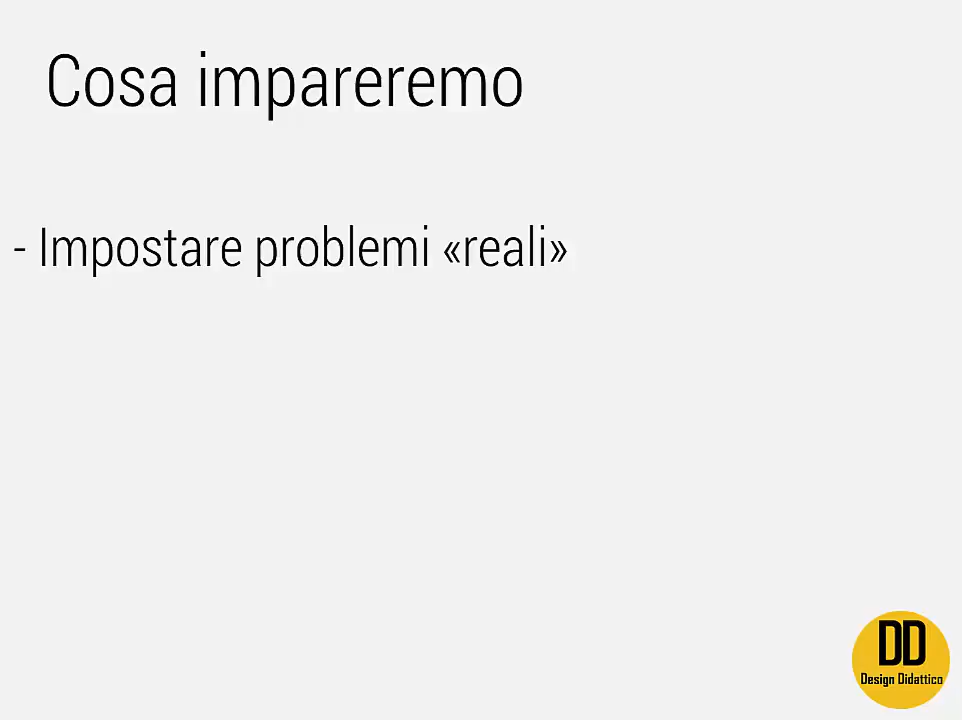 Cosa impareremo
- Impostare problemi «reali»
DD
Design Didattico